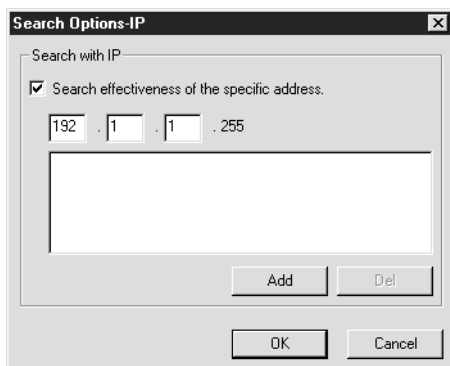 Search Options-IP
Search with IP
Search effectiveness of the specific address.
192 . 1 . 1 . 255
Add Del
OK Cancel